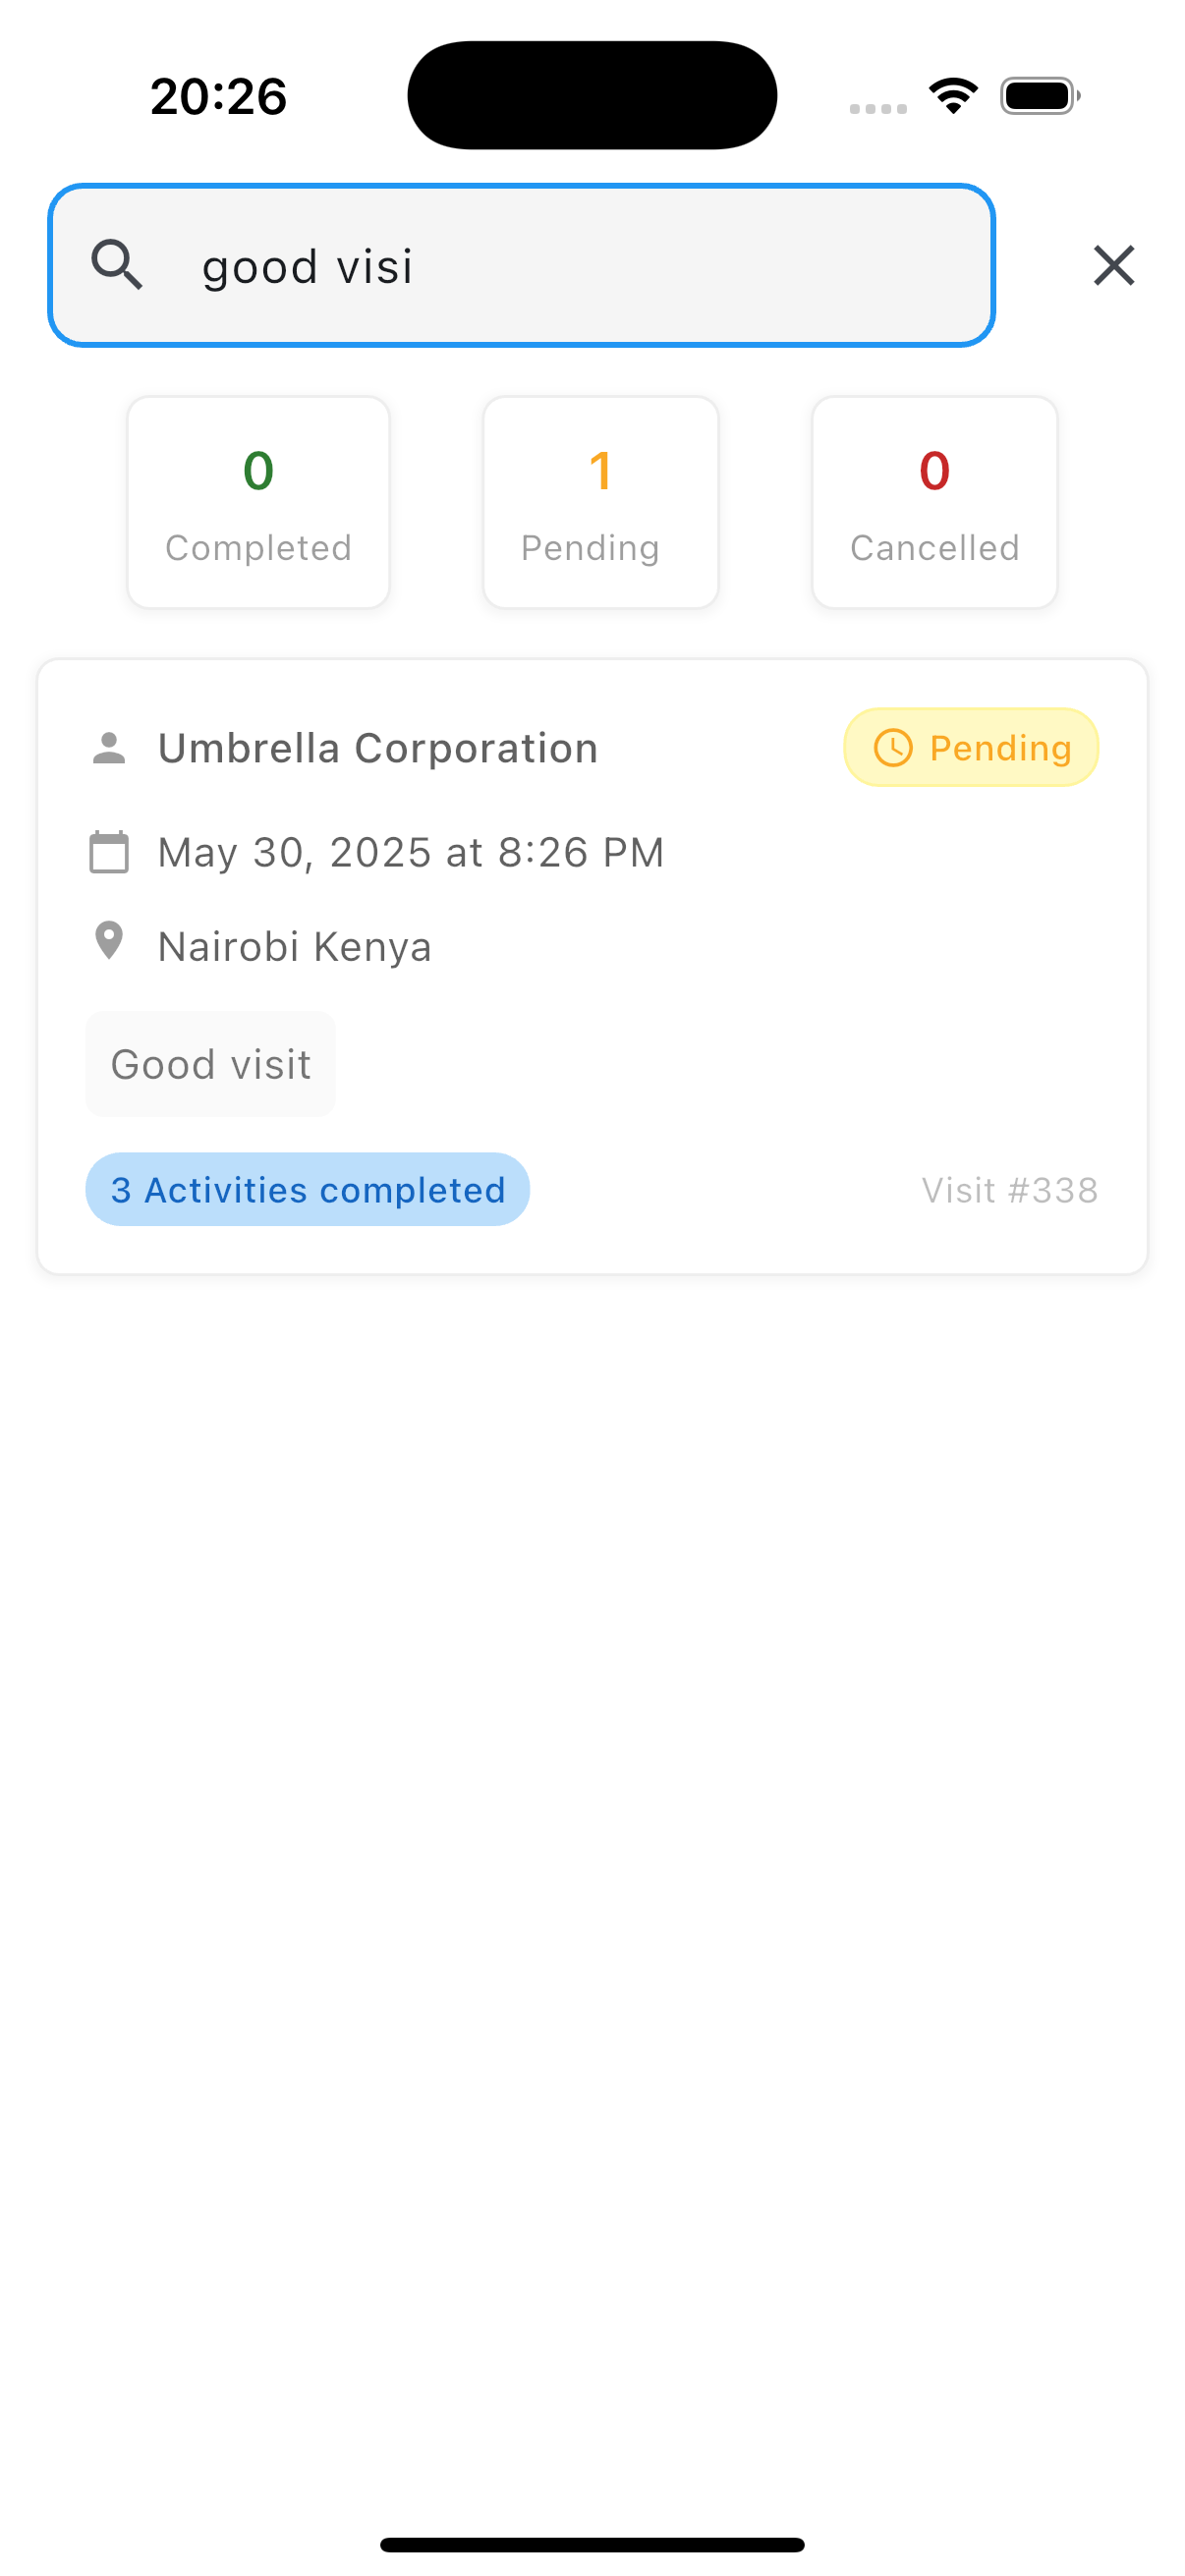 20:26
good visi
0
Completed
1
Pending
0
Cancelled
Umbrella Corporation
Pending
May 30, 2025 at 8:26 PM
Nairobi Kenya
Good visit
3 Activities completed
Visit #338